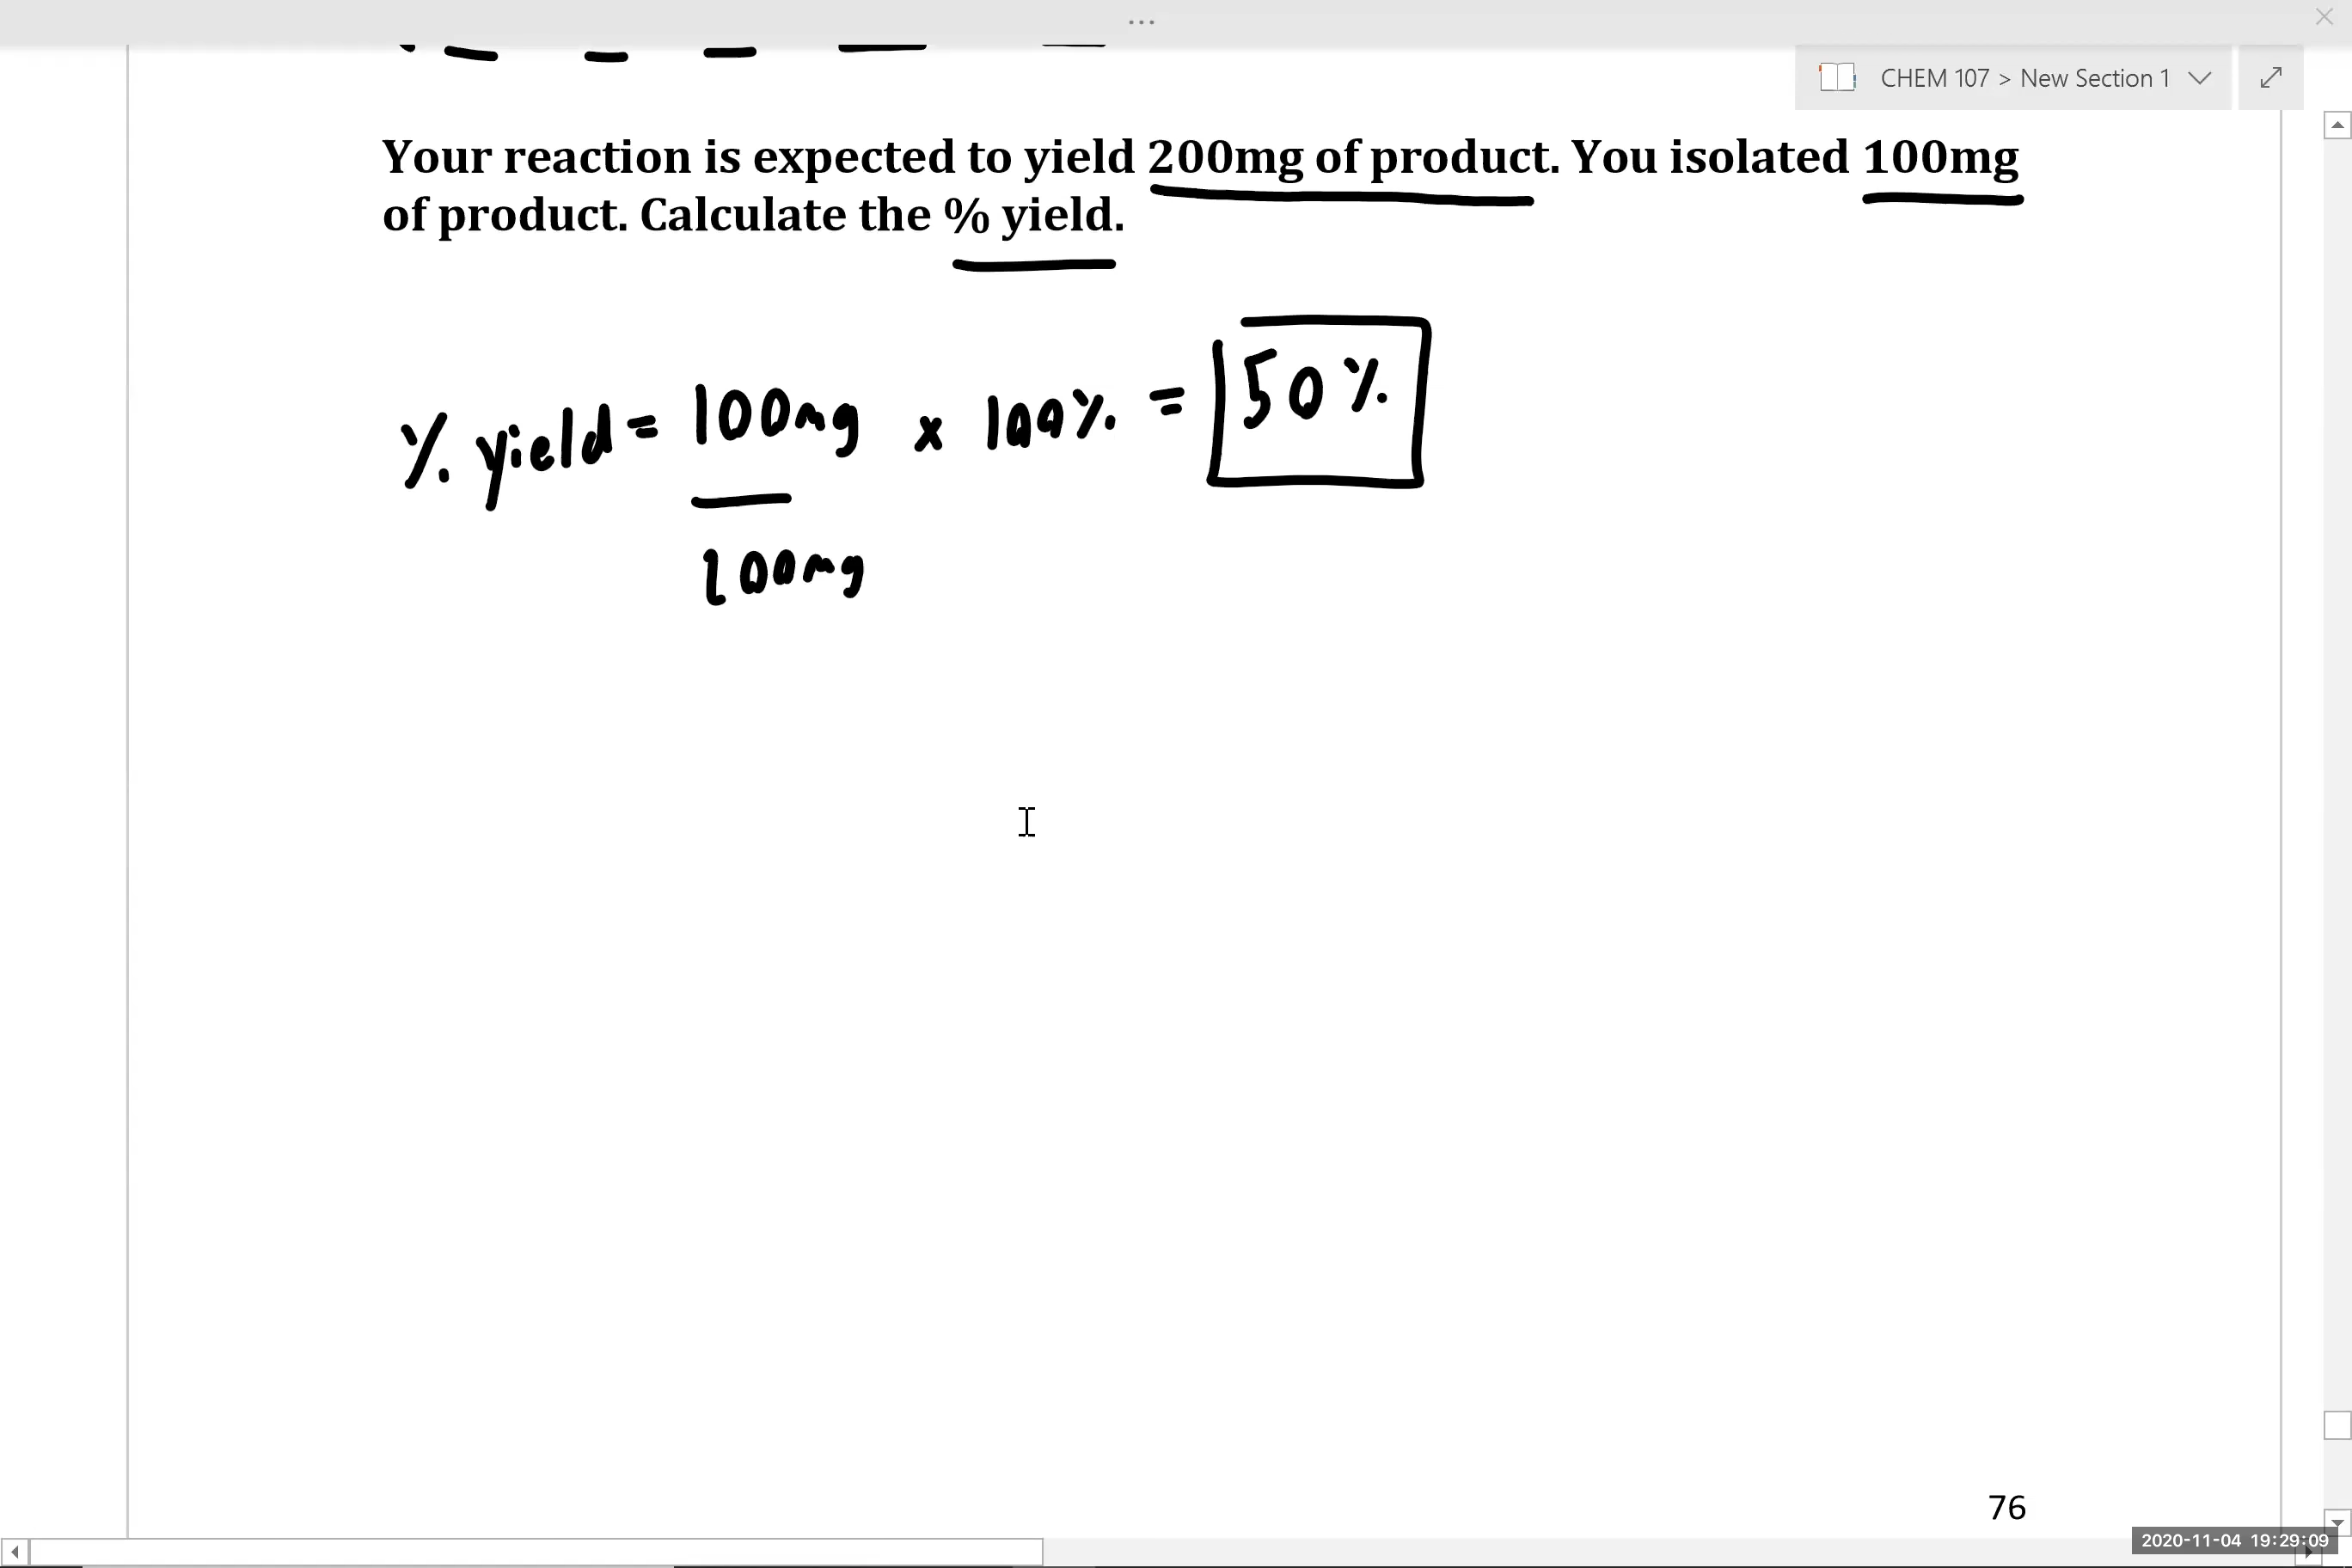 CHEM 107 > New Section 1
Your reaction is expected to yield 200mg of product. You isolated 100mg
of product. Calculate the % yield.
% yield = 100mg x 100% = 50%
200mg
76
2020-11-04 19:29:09